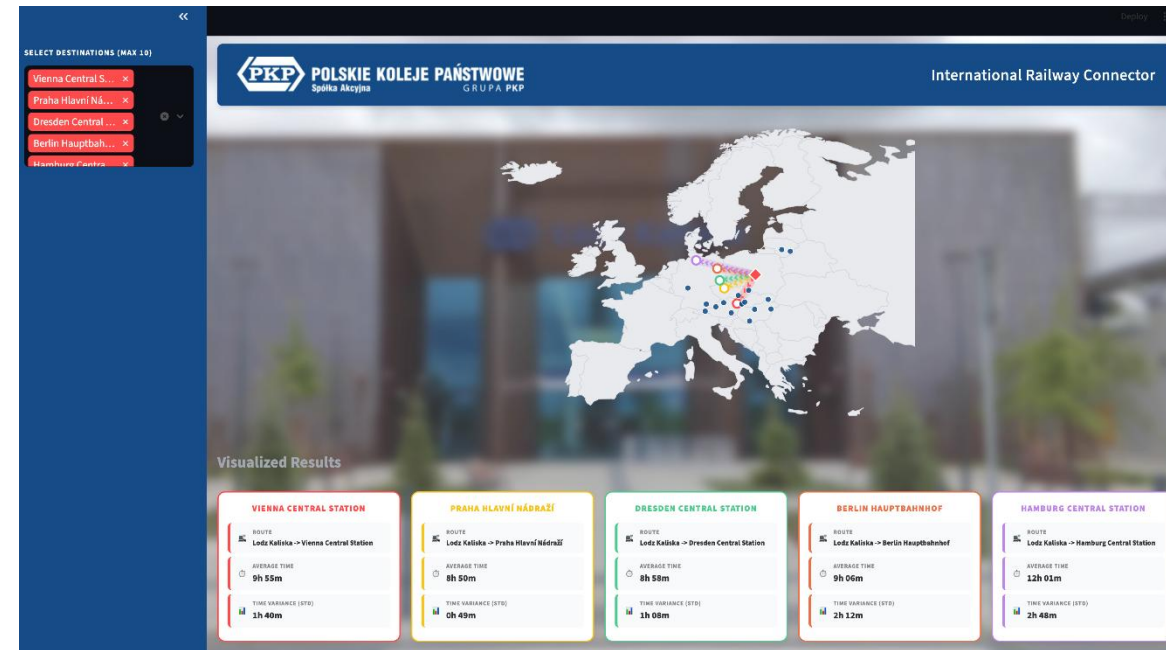 Deploy
SELECT DESTINATIONS (MAX 10)
Vienna Central S... ×
Praha Hlavní Ná... ×
Dresden Central ... ×
Berlin Hauptbah... ×
Hamburg Centra... ×
PKP POLSKIE KOLEJE PAŃSTWOWE
Spółka Akcyjna GRUPA PKP
International Railway Connector
Visualized Results
VIENNA CENTRAL STATION
ROUTE
Lodz Kaliska -> Vienna Central Station
AVERAGE TIME
9h 55m
TIME VARIANCE (STD)
1h 40m
PRAHA HLAVNÍ NÁDRAŽÍ
ROUTE
Lodz Kaliska -> Praha Hlavní Nádraží
AVERAGE TIME
8h 50m
TIME VARIANCE (STD)
0h 49m
DRESDEN CENTRAL STATION
ROUTE
Lodz Kaliska -> Dresden Central Station
AVERAGE TIME
8h 58m
TIME VARIANCE (STD)
1h 08m
BERLIN HAUPTBAHNHOF
ROUTE
Lodz Kaliska -> Berlin Hauptbahnhof
AVERAGE TIME
9h 06m
TIME VARIANCE (STD)
2h 12m
HAMBURG CENTRAL STATION
ROUTE
Lodz Kaliska -> Hamburg Central Station
AVERAGE TIME
12h 01m
TIME VARIANCE (STD)
2h 48m